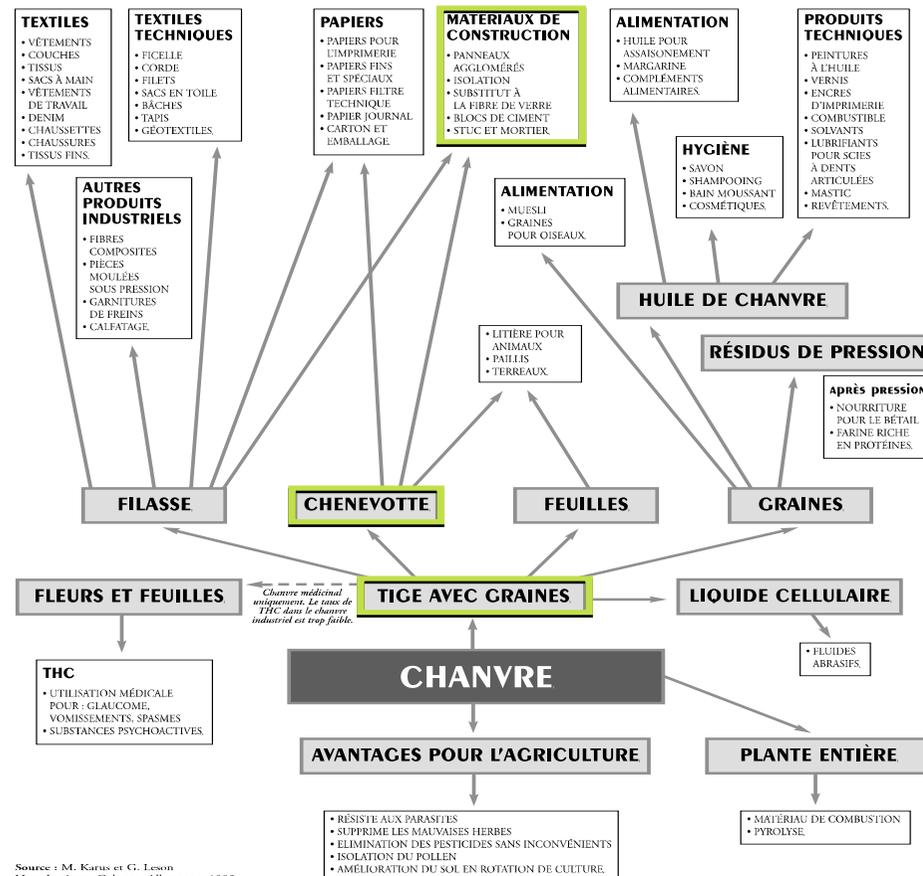 TEXTILES
• VÊTEMENTS
• COUCHES
• TISSUS
• SACS À MAIN
• VÊTEMENTS
DE TRAVAIL
• DENIM
• CHAUSSETTES
• CHAUSSURES
• TISSUS FINS.
TEXTILES
TECHNIQUES
• FICELLE
• CORDE
• FILETS
• SACS EN TOILE
• BÂCHES
• TAPIS
• GÉOTEXTILES.
AUTRES
PRODUITS
INDUSTRIELS
• FIBRES
COMPOSITES
• PIÈCES
MOULÉES
SOUS PRESSION
• GARNITURES
DE FREINS
• CALFATAGE.
PAPIERS
• PAPIERS POUR
L'IMPRIMERIE
• PAPIERS FINS
ET SPÉCIAUX
• PAPIERS FILTRE
TECHNIQUE
• PAPIER JOURNAL
• CARTON ET
EMBALLAGE.
MATERIAUX DE
CONSTRUCTION
• PANNEAUX
AGGLOMÉRÉS
• ISOLATION
• SUBSTITUT À
LA FIBRE DE VERRE
• BLOCS DE CIMENT
• STUC ET MORTIER.
ALIMENTATION
• HUILE POUR
ASSAISONEMENT
• MARGARINE
• COMPLÉMENTS
ALIMENTAIRES.
PRODUITS
TECHNIQUES
• PEINTURES
À L'HUILE
• VERNIS
• ENCRES
D'IMPRIMERIE
• COMBUSTIBLE
• SOLVANTS
• LUBRIFIANTS
POUR SCIES
À DENTS
ARTICULÉES
• MASTIC
• REVÊTEMENTS.
HYGIÈNE
• SAVON
• SHAMPOOING
• BAIN MOUSSANT
• COSMÉTIQUES.
ALIMENTATION
• MUESLI
• GRAINES
POUR OISEAUX.
HUILE DE CHANVRE
RÉSIDUS DE PRESSION
APRÈS PRESSION
• NOURRITURE
POUR LE BÉTAIL
• FARINE RICHE
EN PROTÉINES.
• LITIÈRE POUR
ANIMAUX
• PAILLIS
• TERREAUX.
FILASSE
CHENEVOTTE
FEUILLES
GRAINES
FLEURS ET FEUILLES
Chanvre médicinal
uniquement. Le taux de
THC dans le chanvre
industriel est trop faible.
TIGE AVEC GRAINES
LIQUIDE CELLULAIRE
• FLUIDES
ABRASIFS.
THC
• UTILISATION MÉDICALE
POUR : GLAUCOME,
VOMISSEMENTS, SPASMES
• SUBSTANCES PSYCHOACTIVES.
CHANVRE
AVANTAGES POUR L'AGRICULTURE
PLANTE ENTIÈRE
• RÉSISTE AUX PARASITES
• SUPPRIME LES MAUVAISES HERBES
• ELIMINATION DES PESTICIDES SANS INCONVÉNIENTS
• ISOLATION DU POLLEN
• AMÉLIORATION DU SOL EN ROTATION DE CULTURE.
• MATÉRIAU DE COMBUSTION
• PYROLYSE.
Source : M. Karus et G. Leson